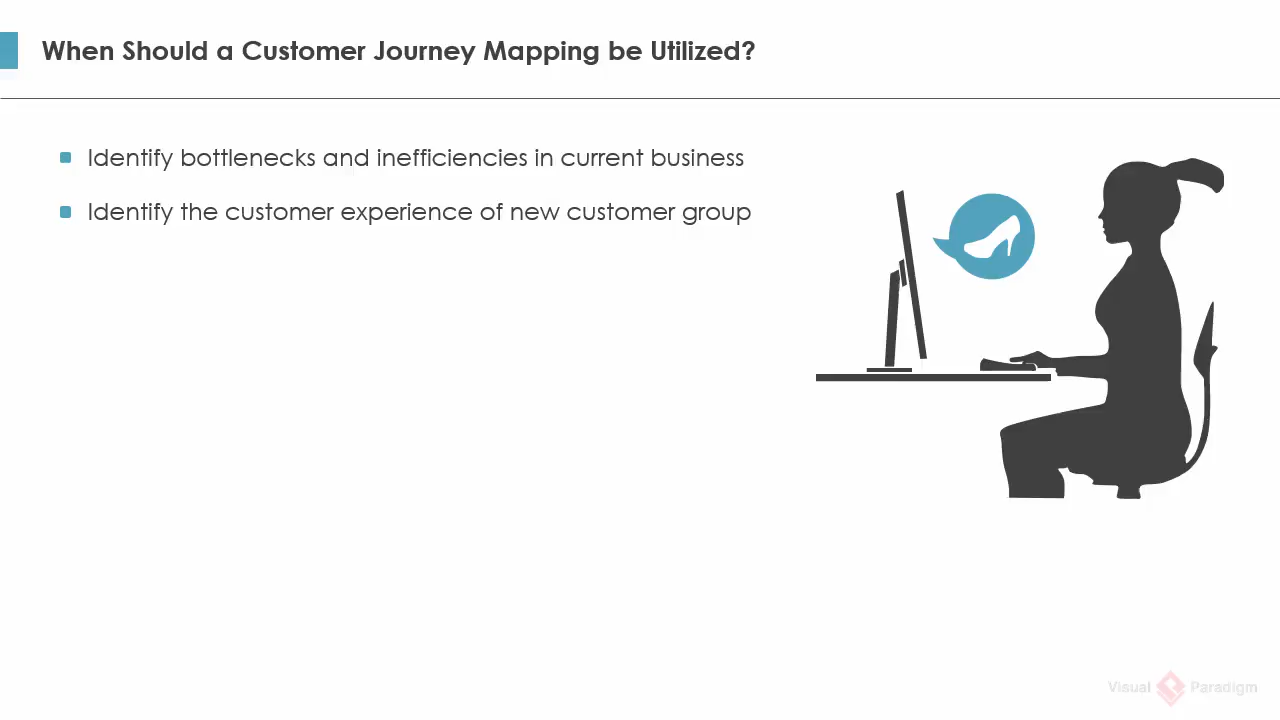 When Should a Customer Journey Mapping be Utilized?
Identify bottlenecks and inefficiencies in current business
Identify the customer experience of new customer group
Visual Paradigm